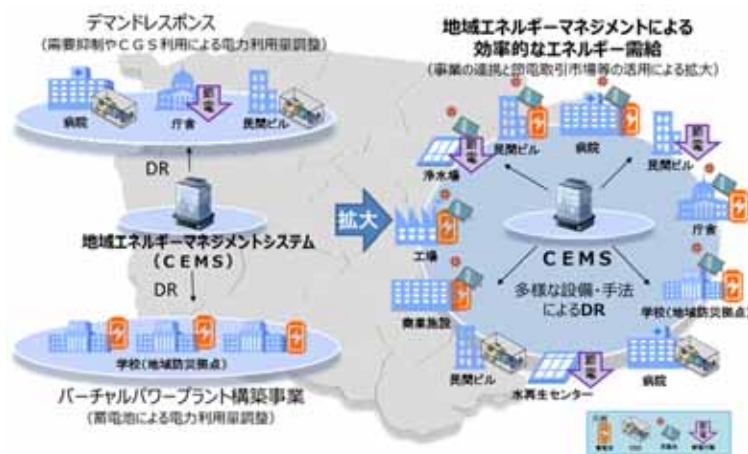 デマンドレスポンス
(需要抑制やCGS利用による電力利用量調整)
病院
庁舎
節電
民間ビル
DR
地域エネルギーマネジメントシステム
(CEMS)
DR
学校(地域防災拠点)
バーチャルパワープラント構築事業
(蓄電池による電力利用量調整)
拡大
地域エネルギーマネジメントによる
効率的なエネルギー需給
(事業の連携と節電取引市場等の活用による拡大)
浄水場
節電
民間ビル
病院
節電
民間ビル
庁舎
工場
CEMS
多様な設備・手法
によるDR
商業施設
学校(地域防災拠点)
民間ビル
水再生センター
節電
病院
蓄電池